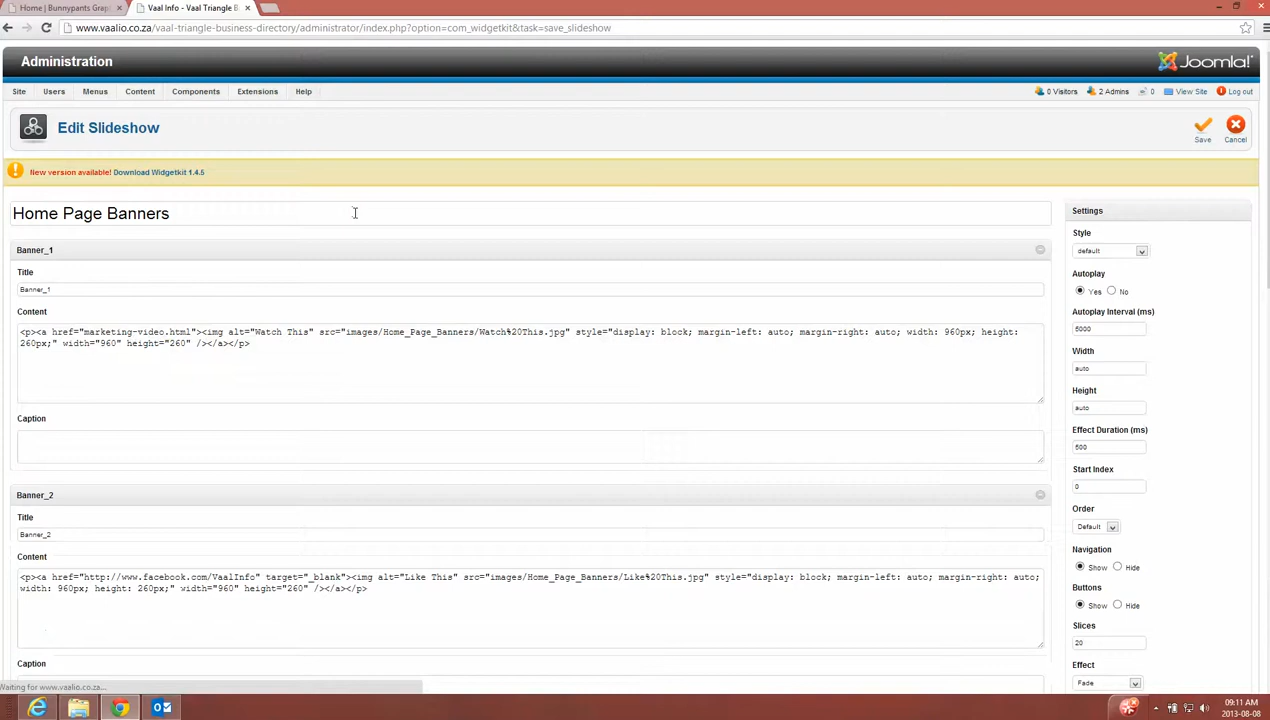 Home | Bunnypants Grap
Vaal Info - Vaal Triangle B
www.vaalio.co.za/vaal-triangle-business-directory/administrator/index.php?option=com_widgetkit&task=save_slideshow
Administration
Joomla!
Site Users Menus Content Components Extensions Help
0 Visitors 2 Admins 0 View Site Log out
Edit Slideshow
Save
Cancel
New version available! Download Widgetkit 1.4.5
Home Page Banners
Banner_1
Title
Banner_1
Content
<p><a href="marketing-video.html"><img alt="Watch This" src="images/Home_Page_Banners/Watch%20This.jpg" style="display: block; margin-left: auto; margin-right: auto; width: 960px; height:
260px;" width="960" height="260" /></a></p>
Caption
Banner_2
Title
Banner_2
Content
<p><a href="http://www.facebook.com/VaalInfo" target="_blank"><img alt="Like This" src="images/Home_Page_Banners/Like%20This.jpg" style="display: block; margin-left: auto; margin-right: auto;
width: 960px; height: 260px;" width="960" height="260" /></a></p>
Caption
Settings
Style
default
Autoplay
Yes No
Autoplay Interval (ms)
5000
Width
auto
Height
auto
Effect Duration (ms)
500
Start Index
0
Order
Default
Navigation
Show Hide
Buttons
Show Hide
Slices
20
Effect
Fade
Waiting for www.vaalio.co.za...
09:11 AM
2013-08-08